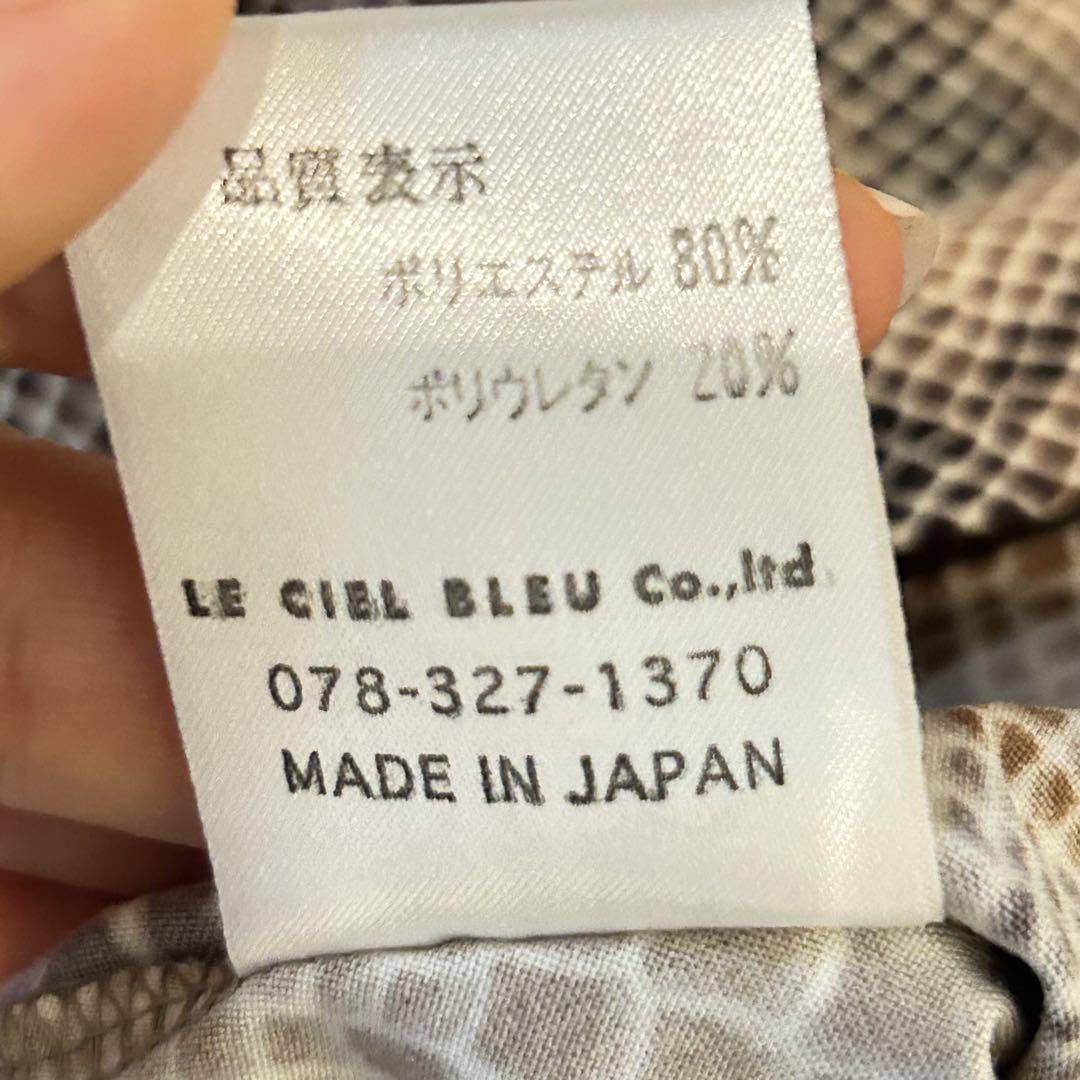 品質表示
ポリエステル 80%
ポリウレタン 20%
LE CIEL BLEU Co.,ltd
078-327-1370
MADE IN JAPAN